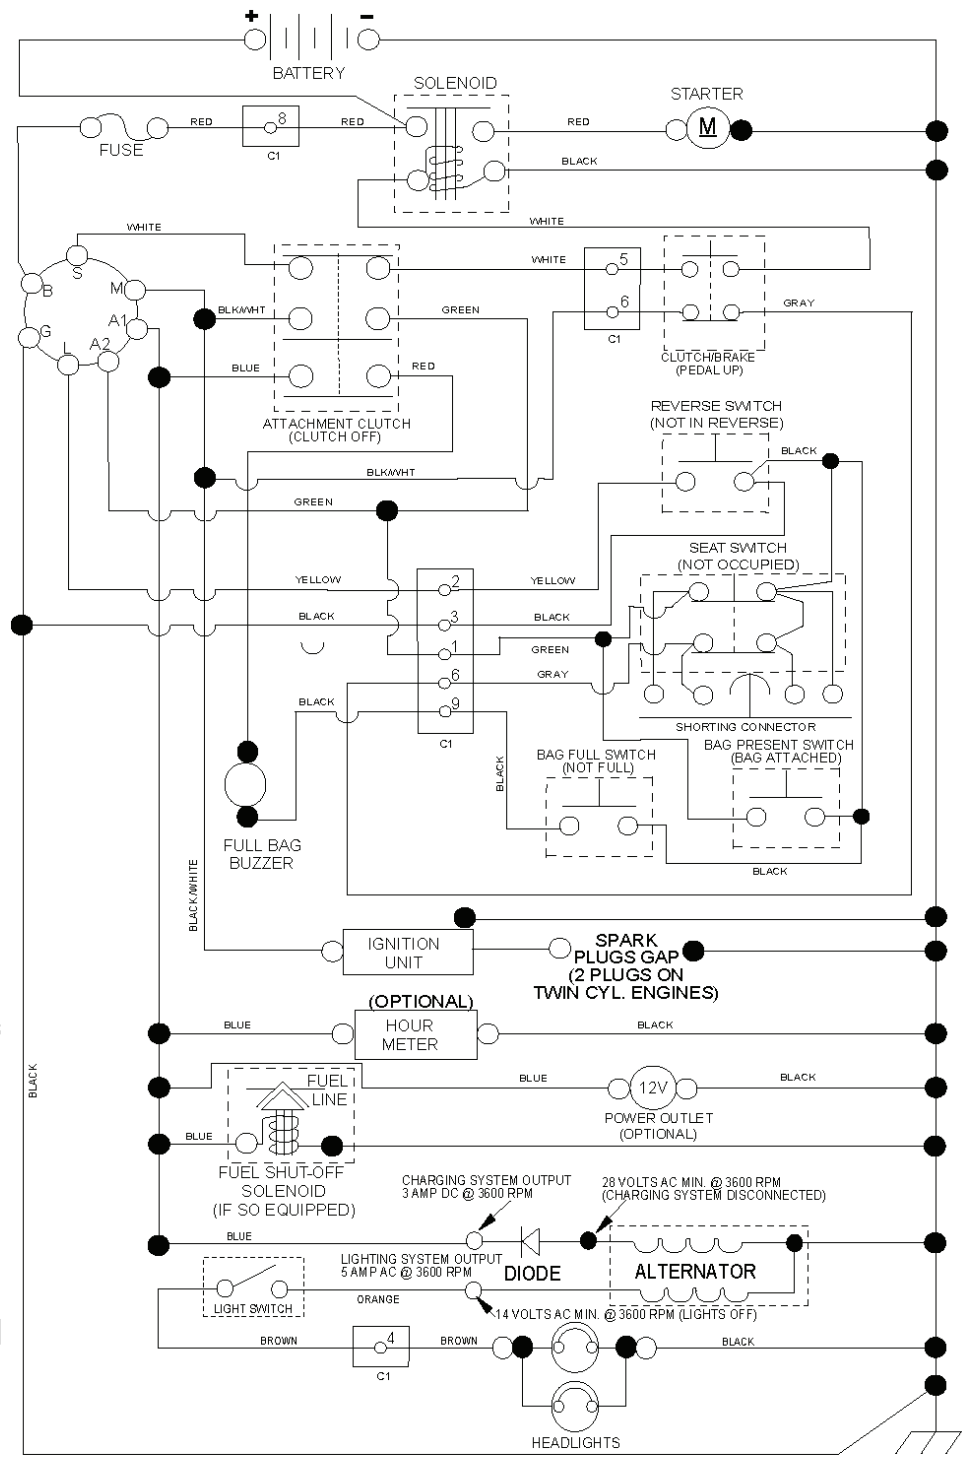 + -
BATTERY
SOLENOID
STARTER
M
RED
8
RED
RED
FUSE
C1
BLACK
WHITE
WHITE
S
WHITE
5
B
M
BLK/WHT
GREEN
6
GRAY
G
A1
C1
L
A2
BLUE
RED
CLUTCH/BRAKE
(PEDAL UP)
ATTACHMENT CLUTCH
(CLUTCH OFF)
REVERSE SWITCH
(NOT IN REVERSE)
BLACK
BLK/WHT
GREEN
SEAT SWITCH
(NOT OCCUPIED)
YELLOW
2
YELLOW
BLACK
3
BLACK
1
GREEN
6
GRAY
BLACK
9
C1
SHORTING CONNECTOR
BAG FULL SWITCH
(NOT FULL)
BAG PRESENT SWITCH
(BAG ATTACHED)
BLACK
FULL BAG
BUZZER
BLACK
BLACK/WHITE
IGNITION
UNIT
SPARK
PLUGS GAP
(2 PLUGS ON
TWIN CYL. ENGINES)
(OPTIONAL)
BLUE
HOUR
METER
BLACK
BLACK
FUEL
LINE
BLUE
12V
BLACK
POWER OUTLET
(OPTIONAL)
BLUE
FUEL SHUT-OFF
SOLENOID
(IF SO EQUIPPED)
CHARGING SYSTEM OUTPUT
3 AMP DC @ 3600 RPM
28 VOLTS AC MIN. @ 3600 RPM
(CHARGING SYSTEM DISCONNECTED)
BLUE
LIGHTING SYSTEM OUTPUT
5 AMP AC @ 3600 RPM
DIODE
ALTERNATOR
LIGHT SWITCH
ORANGE
14 VOLTS AC MIN. @ 3600 RPM (LIGHTS OFF)
BROWN
4
BROWN
BLACK
C1
HEADLIGHTS